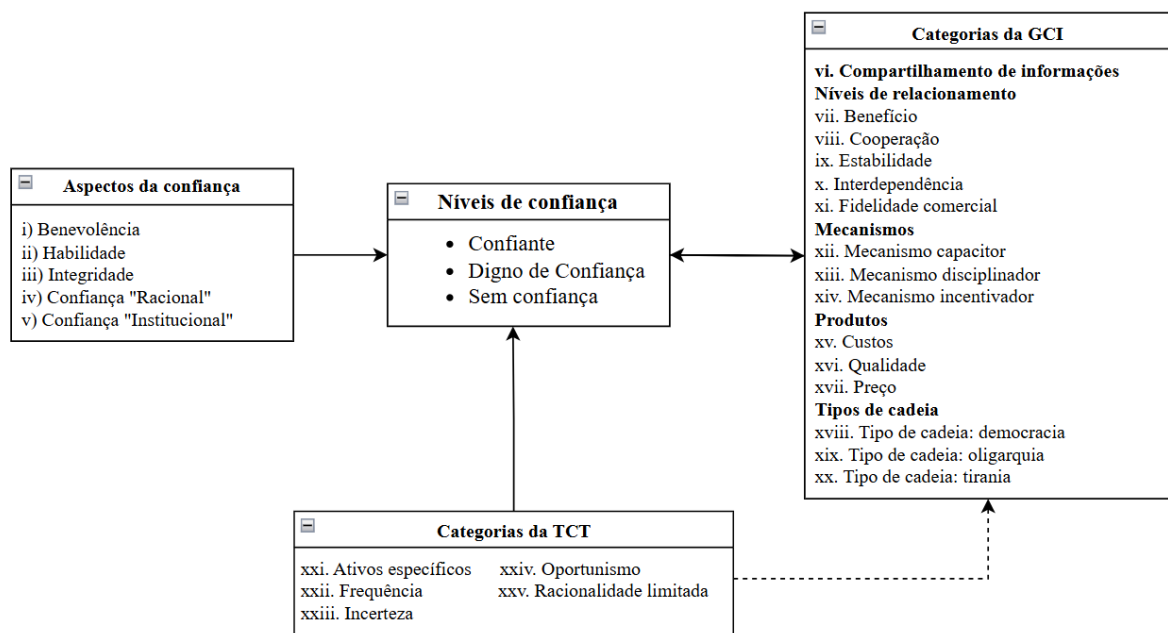 Categorias da GCI
vi. Compartilhamento de informações
Níveis de relacionamento
vii. Benefício
viii. Cooperação
ix. Estabilidade
x. Interdependência
xi. Fidelidade comercial
Mecanismos
xii. Mecanismo capacitor
xiii. Mecanismo disciplinador
xiv. Mecanismo incentivador
Produtos
xv. Custos
xvi. Qualidade
xvii. Preço
Tipos de cadeia
xviii. Tipo de cadeia: democracia
xix. Tipo de cadeia: oligarquia
xx. Tipo de cadeia: tirania
Aspectos da confiança
i) Benevolência
ii) Habilidade
iii) Integridade
iv) Confiança "Racional"
v) Confiança "Institucional"
Níveis de confiança
• Confiante
• Digno de Confiança
• Sem confiança
Categorias da TCT
xxi. Ativos específicos
xxii. Frequência
xxiii. Incerteza
xxiv. Oportunismo
xxv. Racionalidade limitada